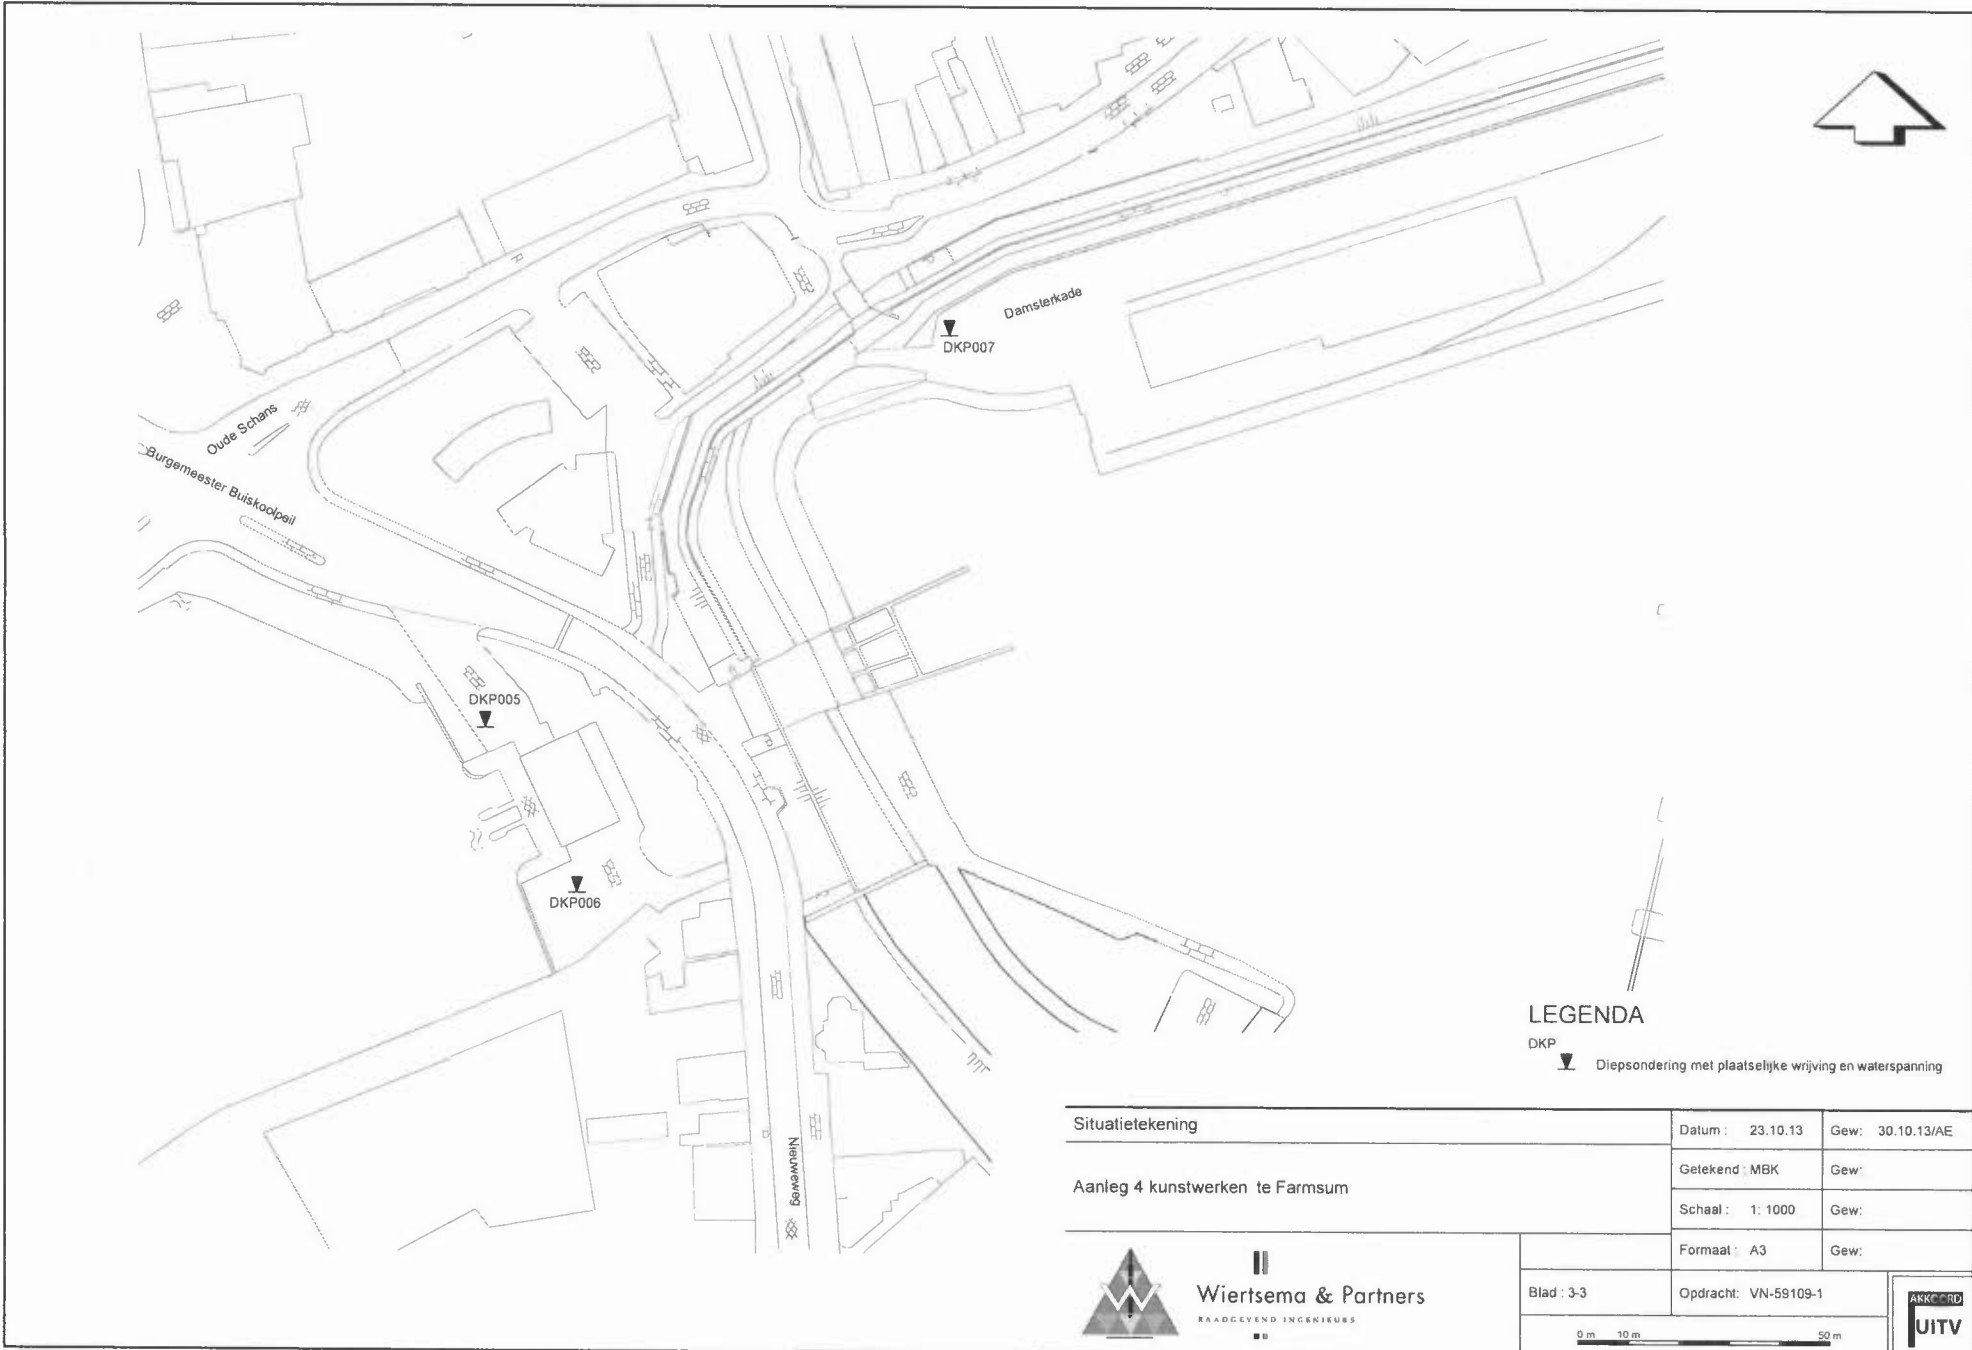 Damsterkade
DKP007
Oude Schans
Burgemeester Buiskoolpeil
DKP005
DKP006
Nieuweweg
LEGENDA
DKP
Diepsondering met plaatselijke wrijving en waterspanning
Situatietekening
Datum : 23.10.13 Gew: 30.10.13/AE
Aanleg 4 kunstwerken te Farmsum
Getekend : MBK Gew:
Schaal : 1: 1000 Gew:
Formaat : A3 Gew:
Wiertsema & Partners
RAADGEVEND INGENIEURS
Blad : 3-3
Opdracht: VN-59109-1
0 m 10 m 50 m
AKKOORD
UITV